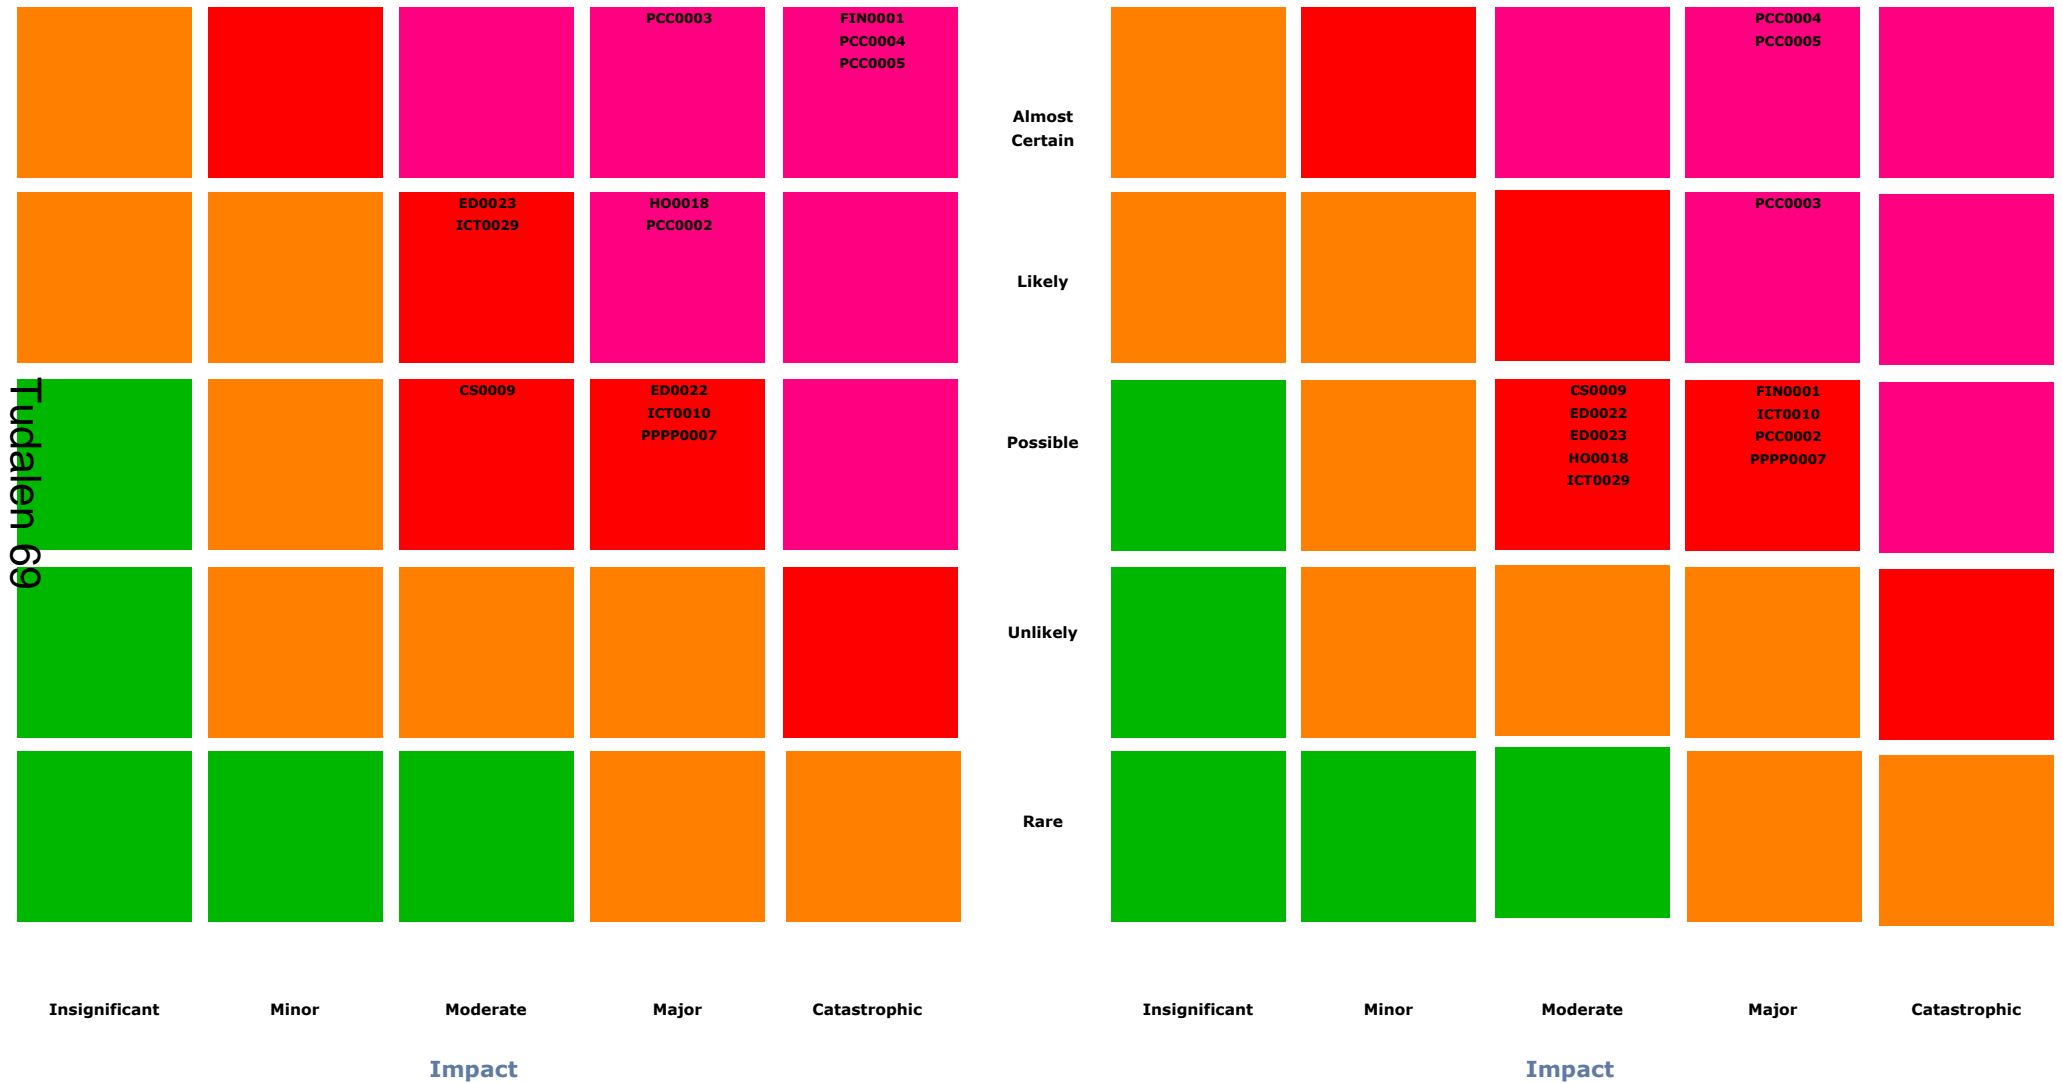 PCC0003
FIN0001
PCC0004
PCC0005
ED0023
ICT0029
HO0018
PCC0002
CS0009
ED0022
ICT0010
PPPP0007
Tudalen 69
Insignificant
Minor
Moderate
Major
Catastrophic
Impact
Almost
Certain
Likely
Possible
Unlikely
Rare
PCC0004
PCC0005
PCC0003
CS0009
ED0022
ED0023
HO0018
ICT0029
FIN0001
ICT0010
PCC0002
PPPP0007
Insignificant
Minor
Moderate
Major
Catastrophic
Impact